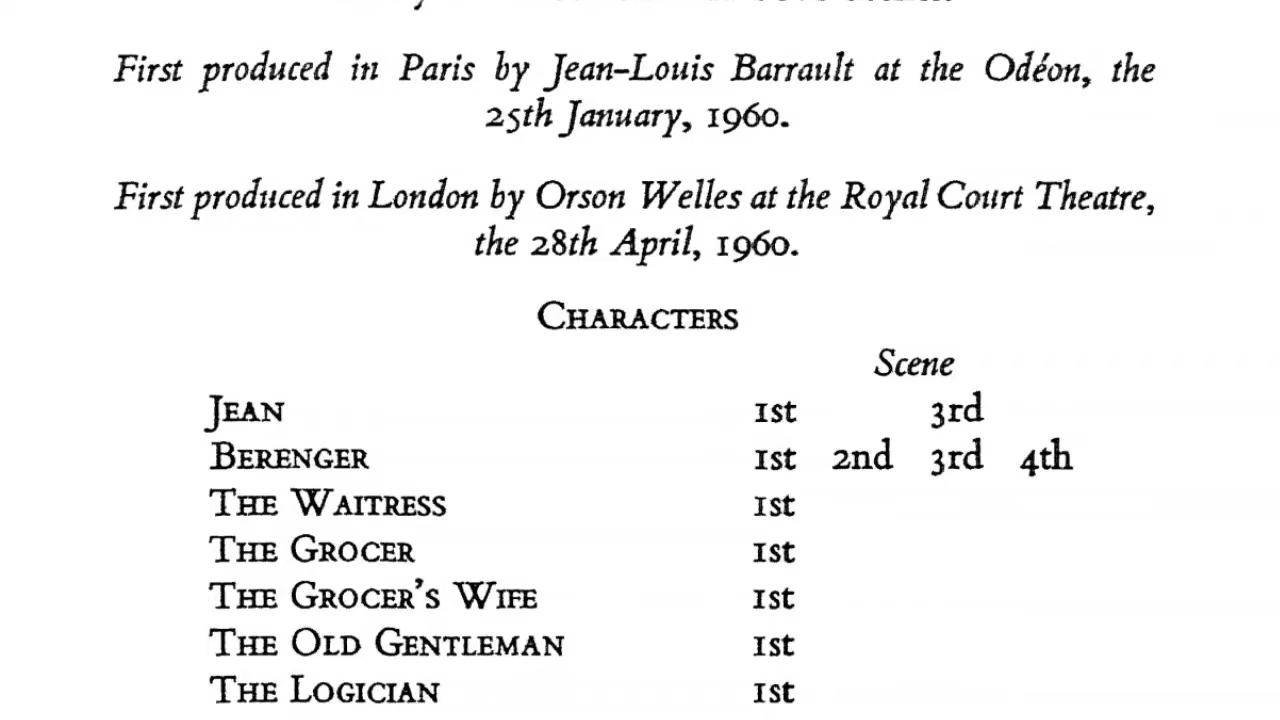 First produced in Paris by Jean-Louis Barrault at the Odéon, the
25th January, 1960.
First produced in London by Orson Welles at the Royal Court Theatre,
the 28th April, 1960.
CHARACTERS
Scene
JEAN 1st 3rd
BERENGER 1st 2nd 3rd 4th
THE WAITRESS 1st
THE GROCER 1st
THE GROCER'S WIFE 1st
THE OLD GENTLEMAN 1st
THE LOGICIAN 1st